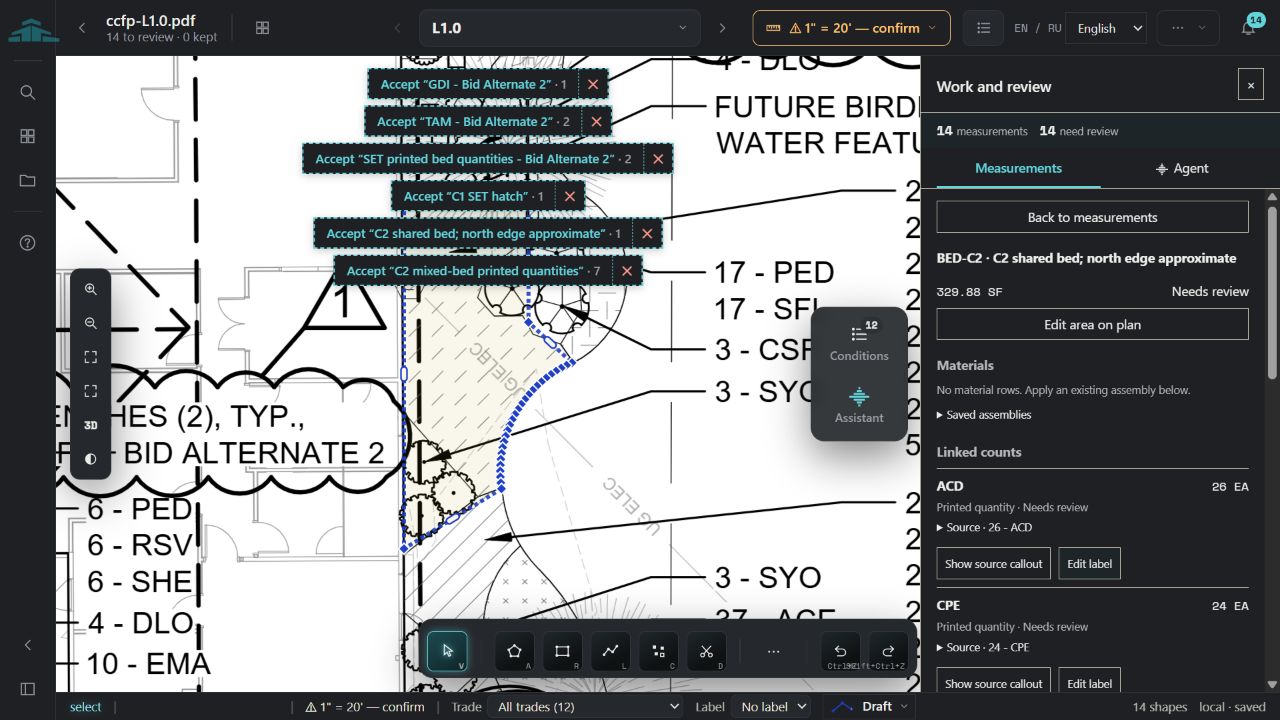 ccfp-L1.0.pdf
14 to review · 0 kept
L1.0
⚠ 1" = 20' — confirm
EN / RU
English
14
Accept “GDI - Bid Alternate 2” · 1
Accept “TAM - Bid Alternate 2” · 2
Accept “SET printed bed quantities - Bid Alternate 2” · 2
Accept “C1 SET hatch” · 1
Accept “C2 shared bed; north edge approximate” · 1
Accept “C2 mixed-bed printed quantities” · 7
4 - DLO
FUTURE BIRD
WATER FEATU
17 - PED
17 - SFL
3 - CSF
3 - SYO
1
UG ELEC
UG ELEC
BID ALTERNATE 2
(2), TYP.,
6 - PED
6 - RSV
6 - SHE
4 - DLO
10 - EMA
3 - SYO
3D
12
Conditions
Assistant
V
A
R
L
C
D
Work and review
×
14 measurements 14 need review
Measurements
Agent
Back to measurements
BED-C2 · C2 shared bed; north edge approximate
329.88 SF
Needs review
Edit area on plan
Materials
No material rows. Apply an existing assembly below.
Saved assemblies
Linked counts
ACD
26 EA
Printed quantity · Needs review
Source · 26 - ACD
Show source callout
Edit label
CPE
24 EA
Printed quantity · Needs review
Source · 24 - CPE
Show source callout
Edit label
select
⚠ 1" = 20' — confirm
Trade
All trades (12)
Label
No label
Draft
14 shapes
local · saved